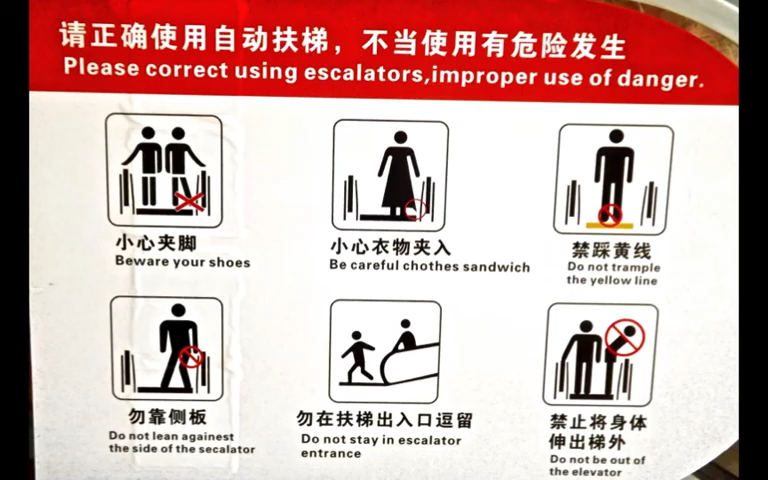 请正确使用自动扶梯，不当使用有危险发生
Please correct using escalators,improper use of danger.
小心夹脚
Beware your shoes
小心衣物夹入
Be careful chothes sandwich
禁踩黄线
Do not trample
the yellow line
勿靠侧板
Do not lean againest
the side of the secalator
勿在扶梯出入口逗留
Do not stay in escalator
entrance
禁止将身体
伸出梯外
Do not be out of
the elevator